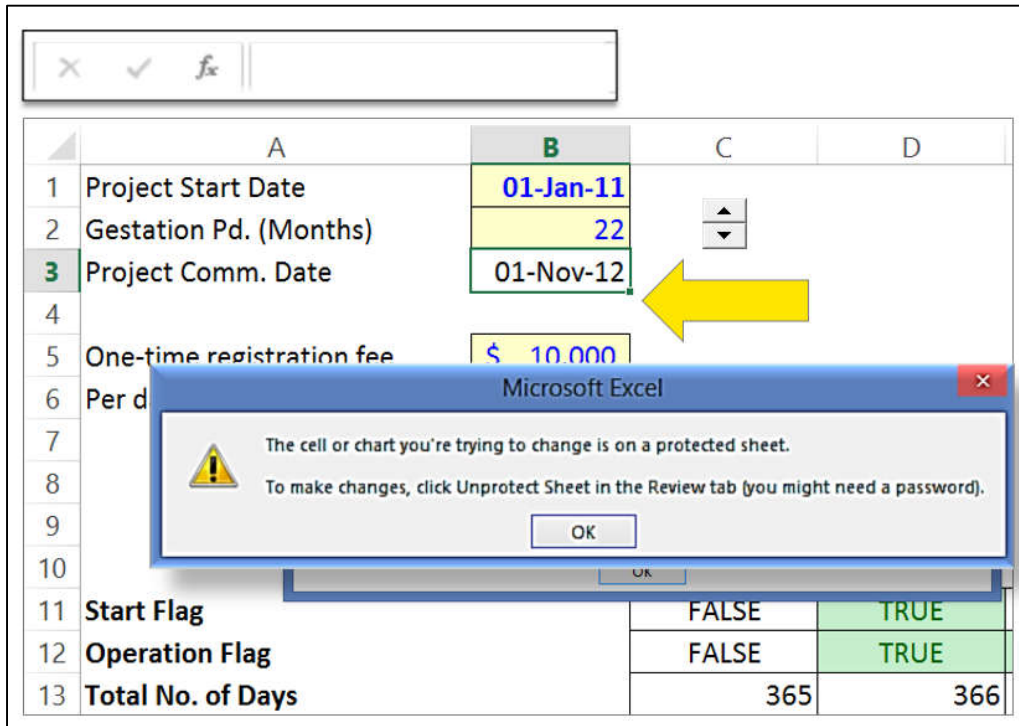 fx
A B C D
1 Project Start Date 01-Jan-11
2 Gestation Pd. (Months) 22
3 Project Comm. Date 01-Nov-12
4
5 One-time registration fee $ 10,000
6 Per d
Microsoft Excel
The cell or chart you're trying to change is on a protected sheet.
To make changes, click Unprotect Sheet in the Review tab (you might need a password).
OK
7
8
9
10
OK
11 Start Flag FALSE TRUE
12 Operation Flag FALSE TRUE
13 Total No. of Days 365 366